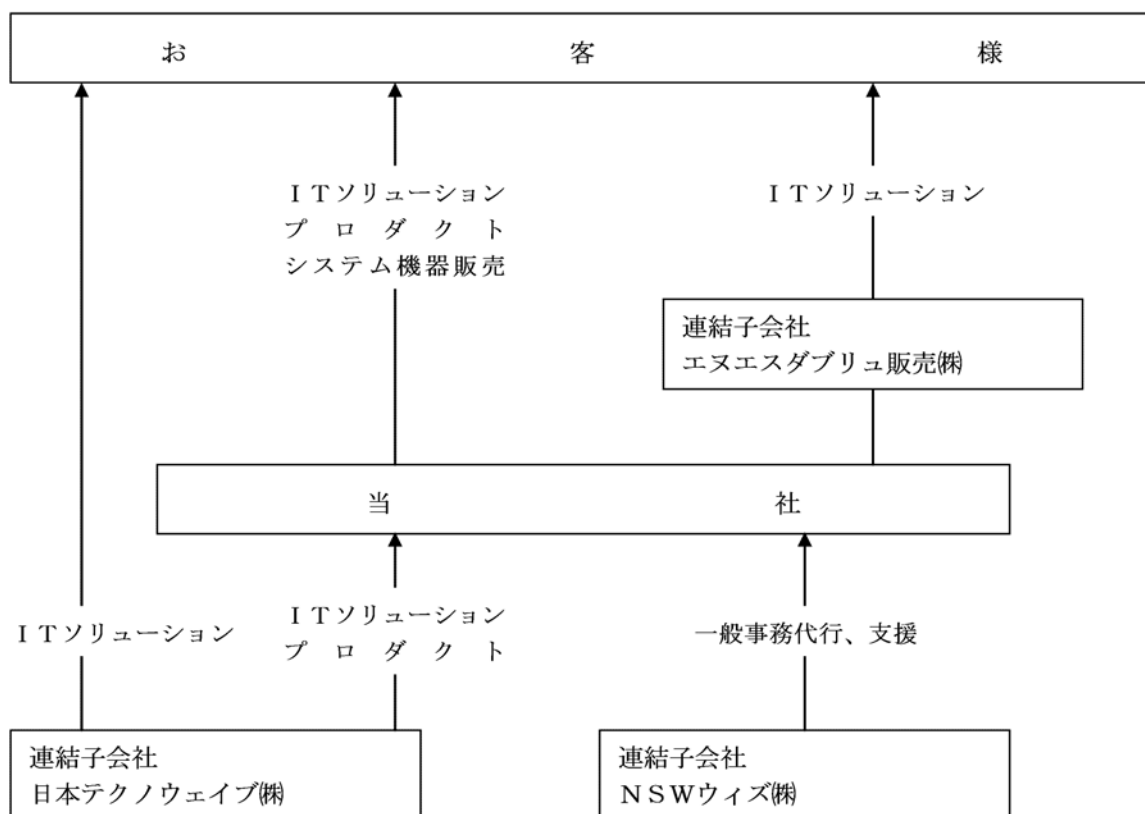 お客様
ＩＴソリューション
プロダクト
システム機器販売
ＩＴソリューション
連結子会社
エヌエスダブリュ販売㈱
当社
ＩＴソリューション
ＩＴソリューション
プロダクト
一般事務代行、支援
連結子会社
日本テクノウェイブ㈱
連結子会社
ＮＳＷウィズ㈱